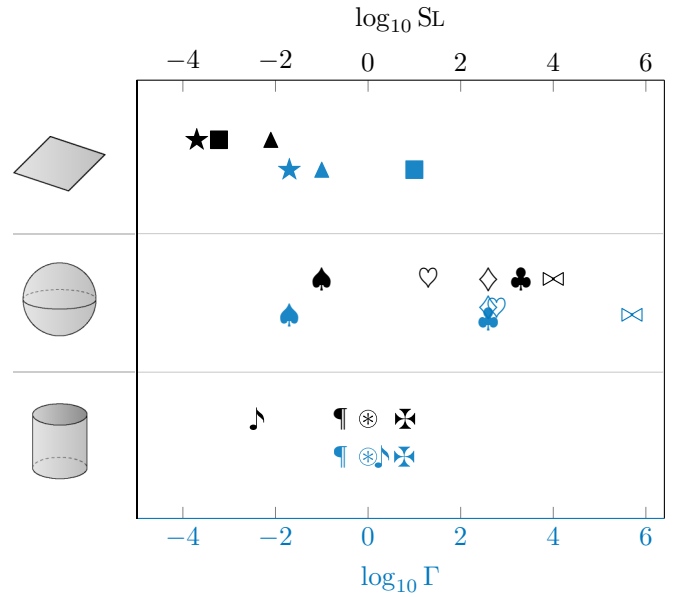 log₁₀ SL
−4 −2 0 2 4 6
★ ■ ▲
★ ▲ ■
♠ ♡ ♢ ♣ ⋈
♠ ♢ ♡ ♣ ⋈
♪ ¶ ⊛ ✠
¶ ⊛ ♪ ✠
−4 −2 0 2 4 6
log₁₀ Γ